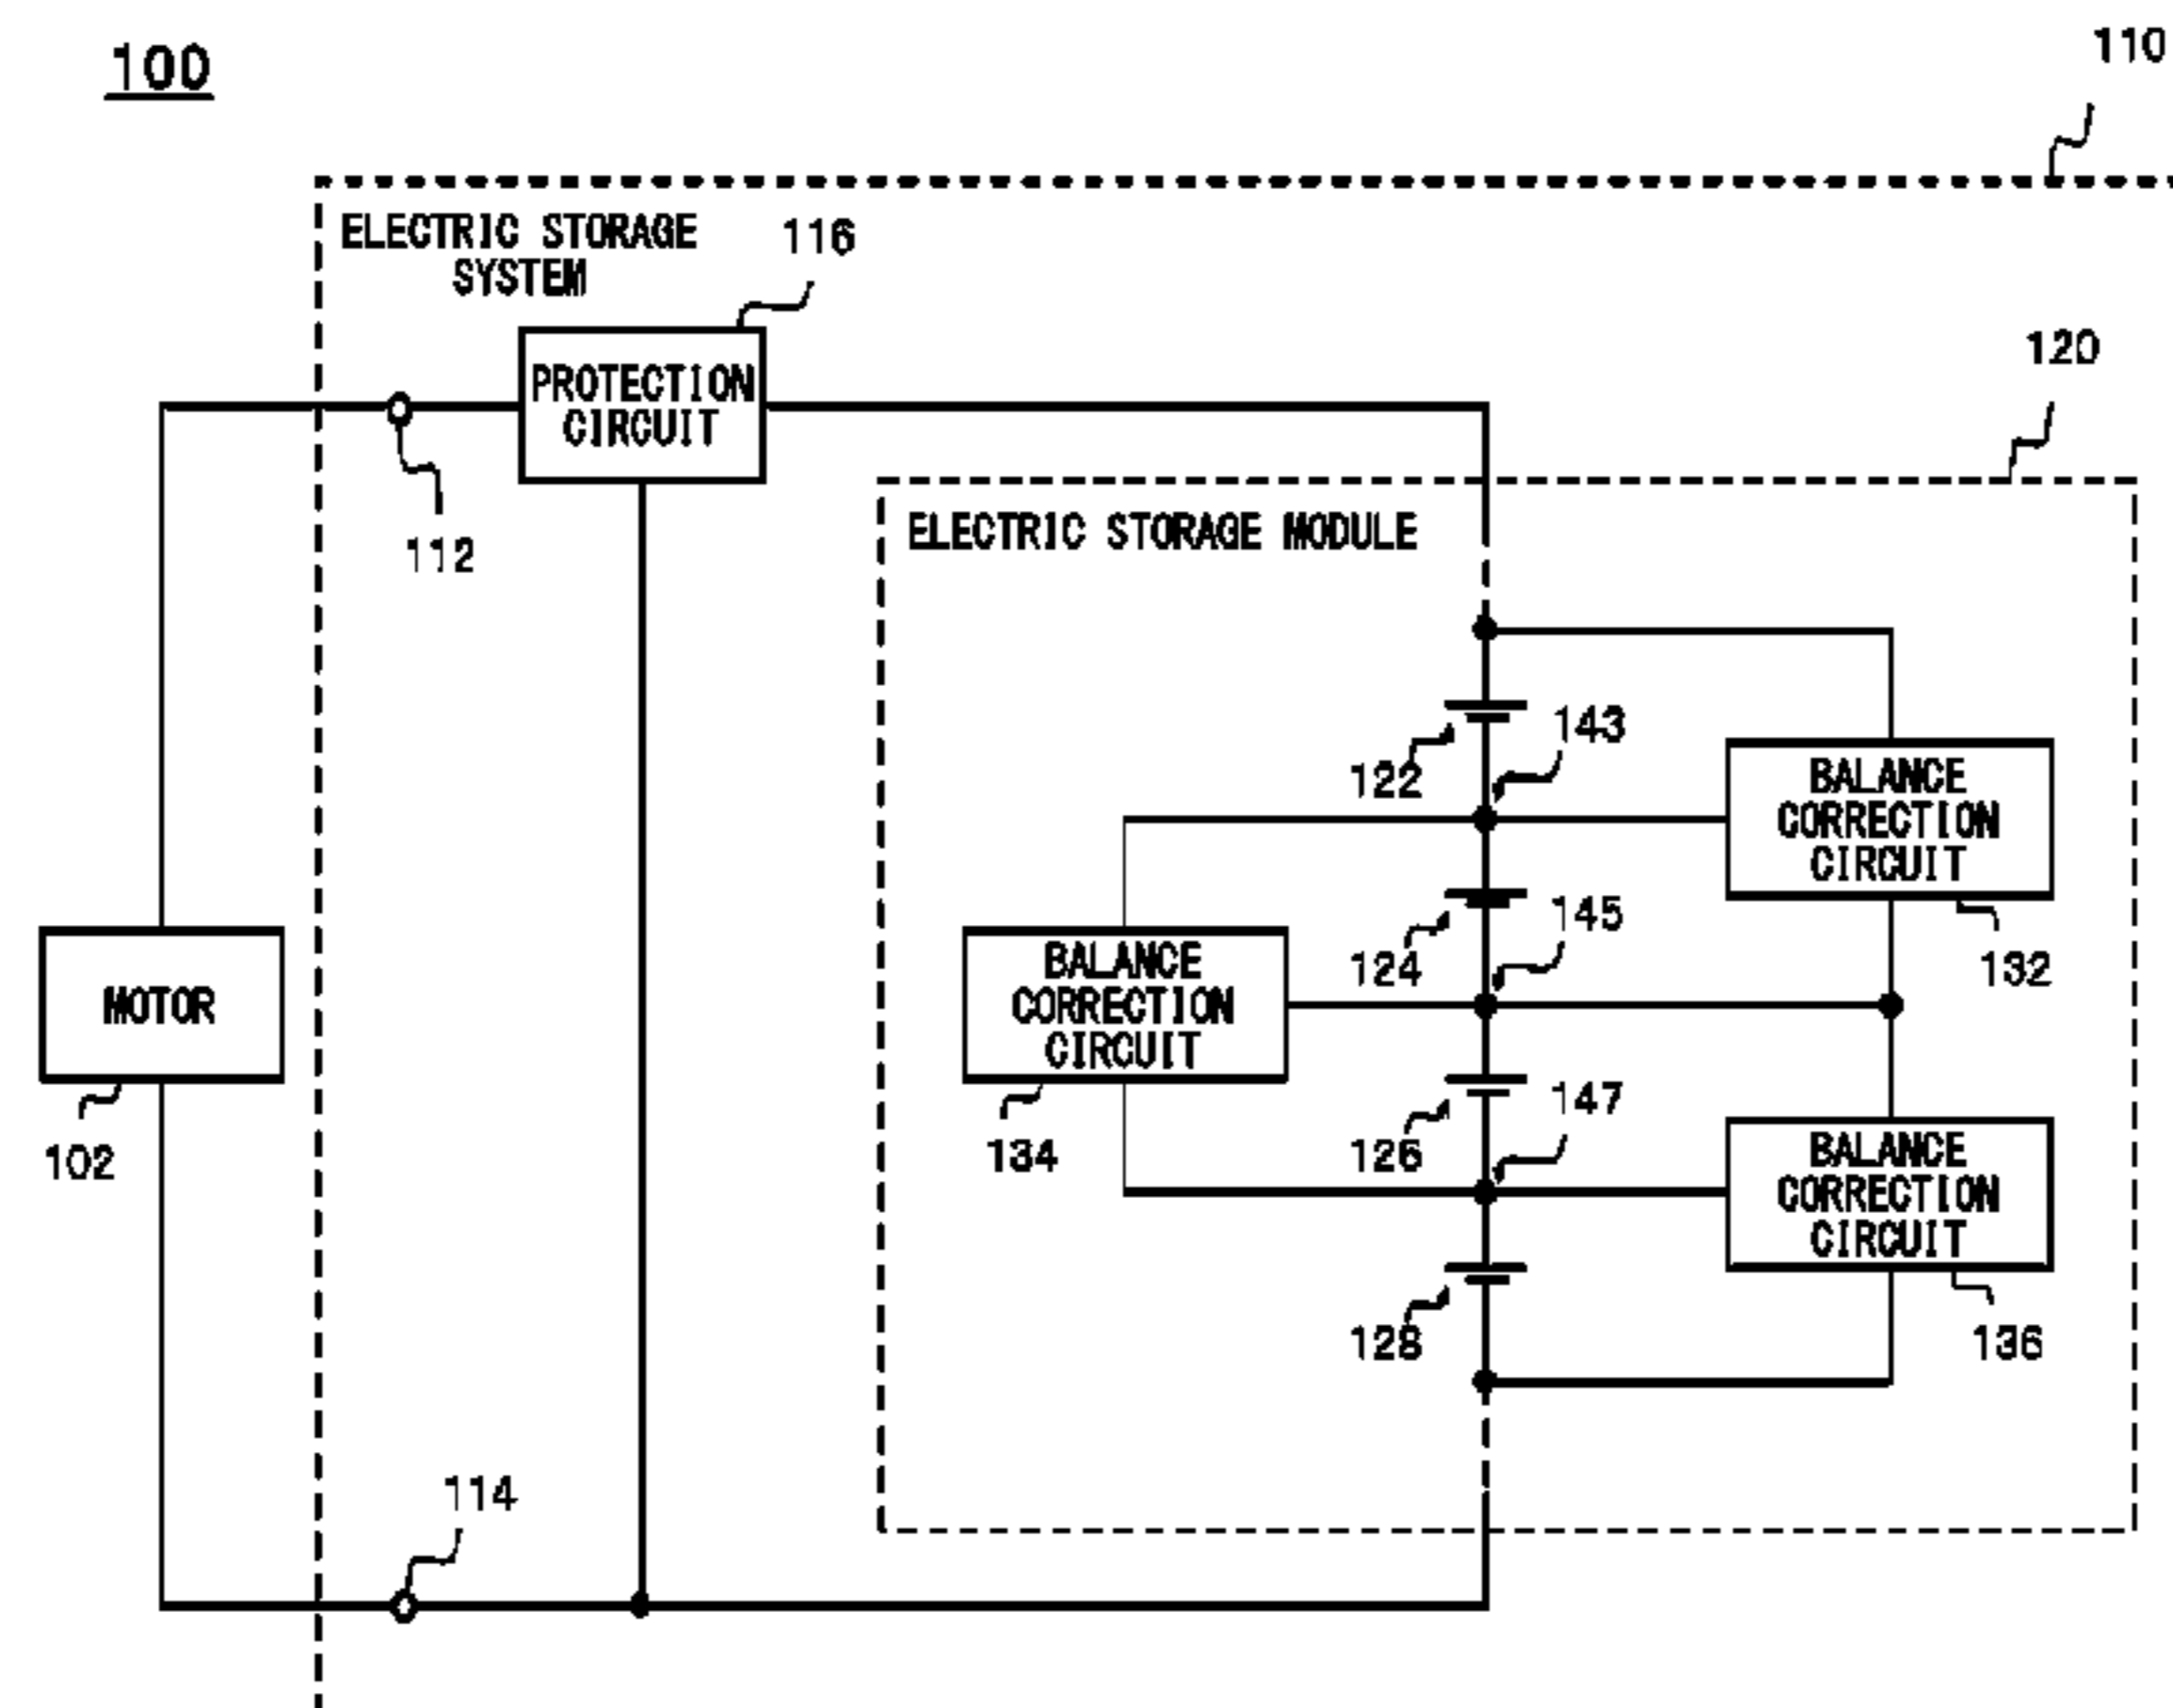 100
110
ELECTRIC STORAGE
SYSTEM
116
PROTECTION
CIRCUIT
112
120
ELECTRIC STORAGE MODULE
122
143
BALANCE
CORRECTION
CIRCUIT
132
124
145
BALANCE
CORRECTION
CIRCUIT
134
MOTOR
102
126
147
BALANCE
CORRECTION
CIRCUIT
136
128
114